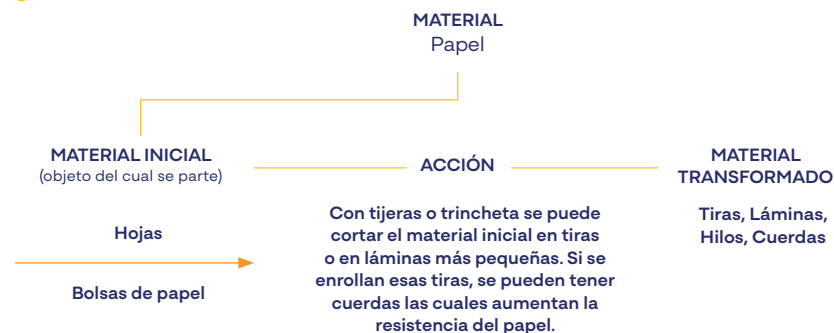 MATERIAL
Papel
MATERIAL INICIAL
(objeto del cual se parte)
ACCIÓN
MATERIAL
TRANSFORMADO
Hojas
Bolsas de papel
Con tijeras o trincheta se puede
cortar el material inicial en tiras
o en láminas más pequeñas. Si se
enrollan esas tiras, se pueden tener
cuerdas las cuales aumentan la
resistencia del papel.
Tiras, Láminas,
Hilos, Cuerdas